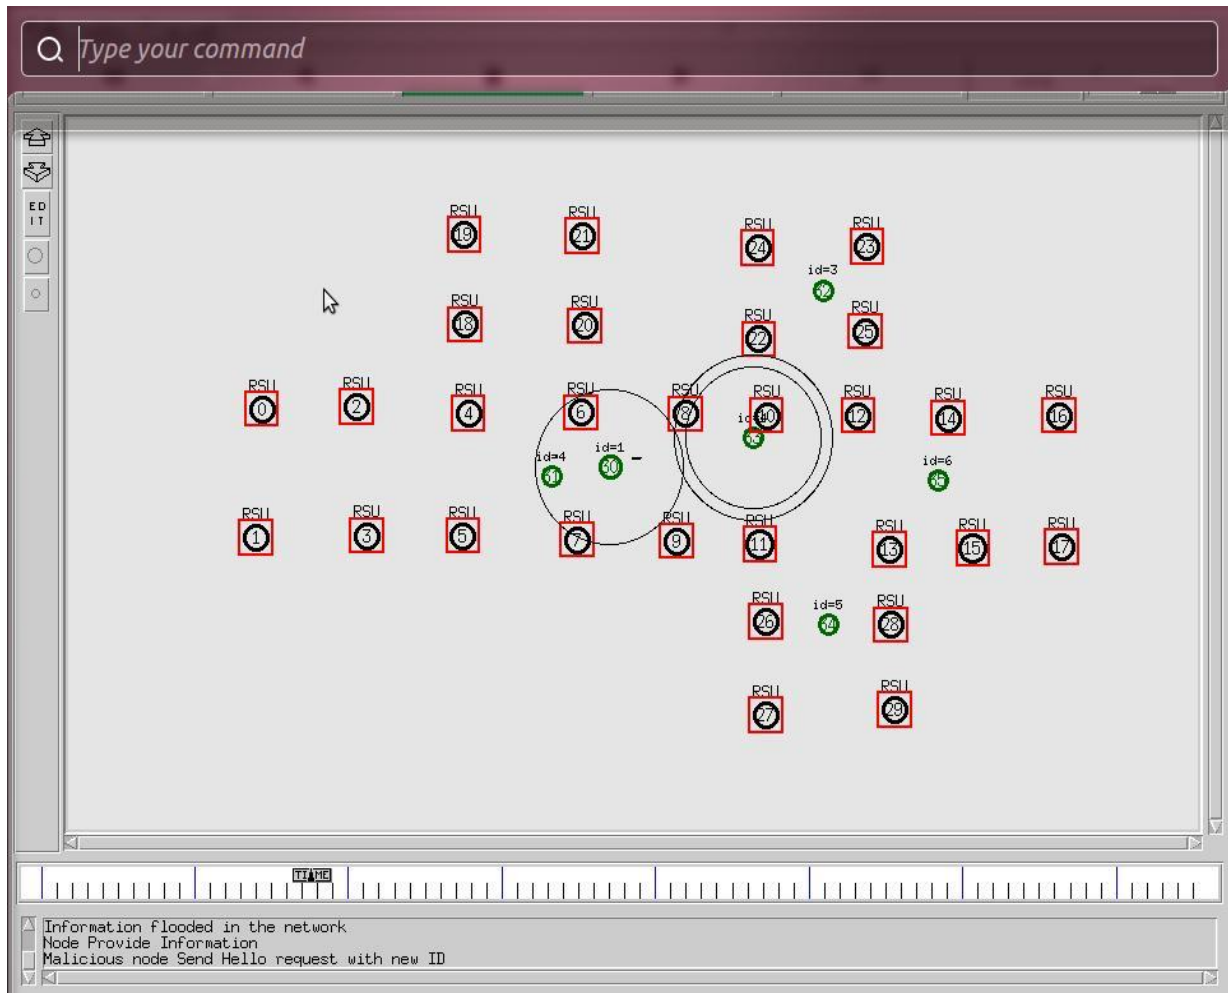 Type your command
ED
IT
RSU
19
RSU
21
RSU
24
RSU
23
id=3
32
RSU
18
RSU
20
RSU
22
RSU
25
RSU
0
RSU
2
RSU
4
RSU
6
RSU
8
RSU
10
RSU
12
RSU
14
RSU
16
id=4
31
id=1
30
33
id=6
35
RSU
1
RSU
3
RSU
5
RSU
7
RSU
9
RSU
11
RSU
13
RSU
15
RSU
17
RSU
26
id=5
34
RSU
28
RSU
27
RSU
29
TIME
Information flooded in the network
Node Provide Information
Malicious node Send Hello request with new ID